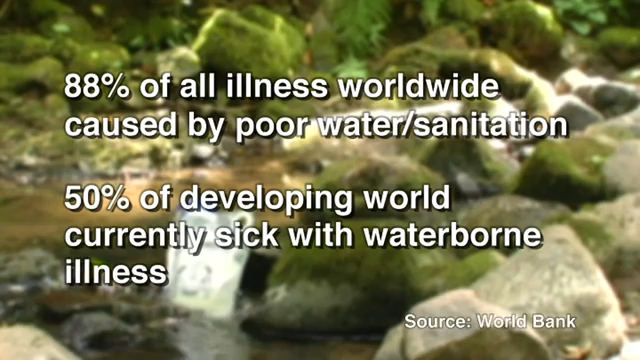 88% of all illness worldwide
caused by poor water/sanitation
50% of developing world
currently sick with waterborne
illness
Source: World Bank